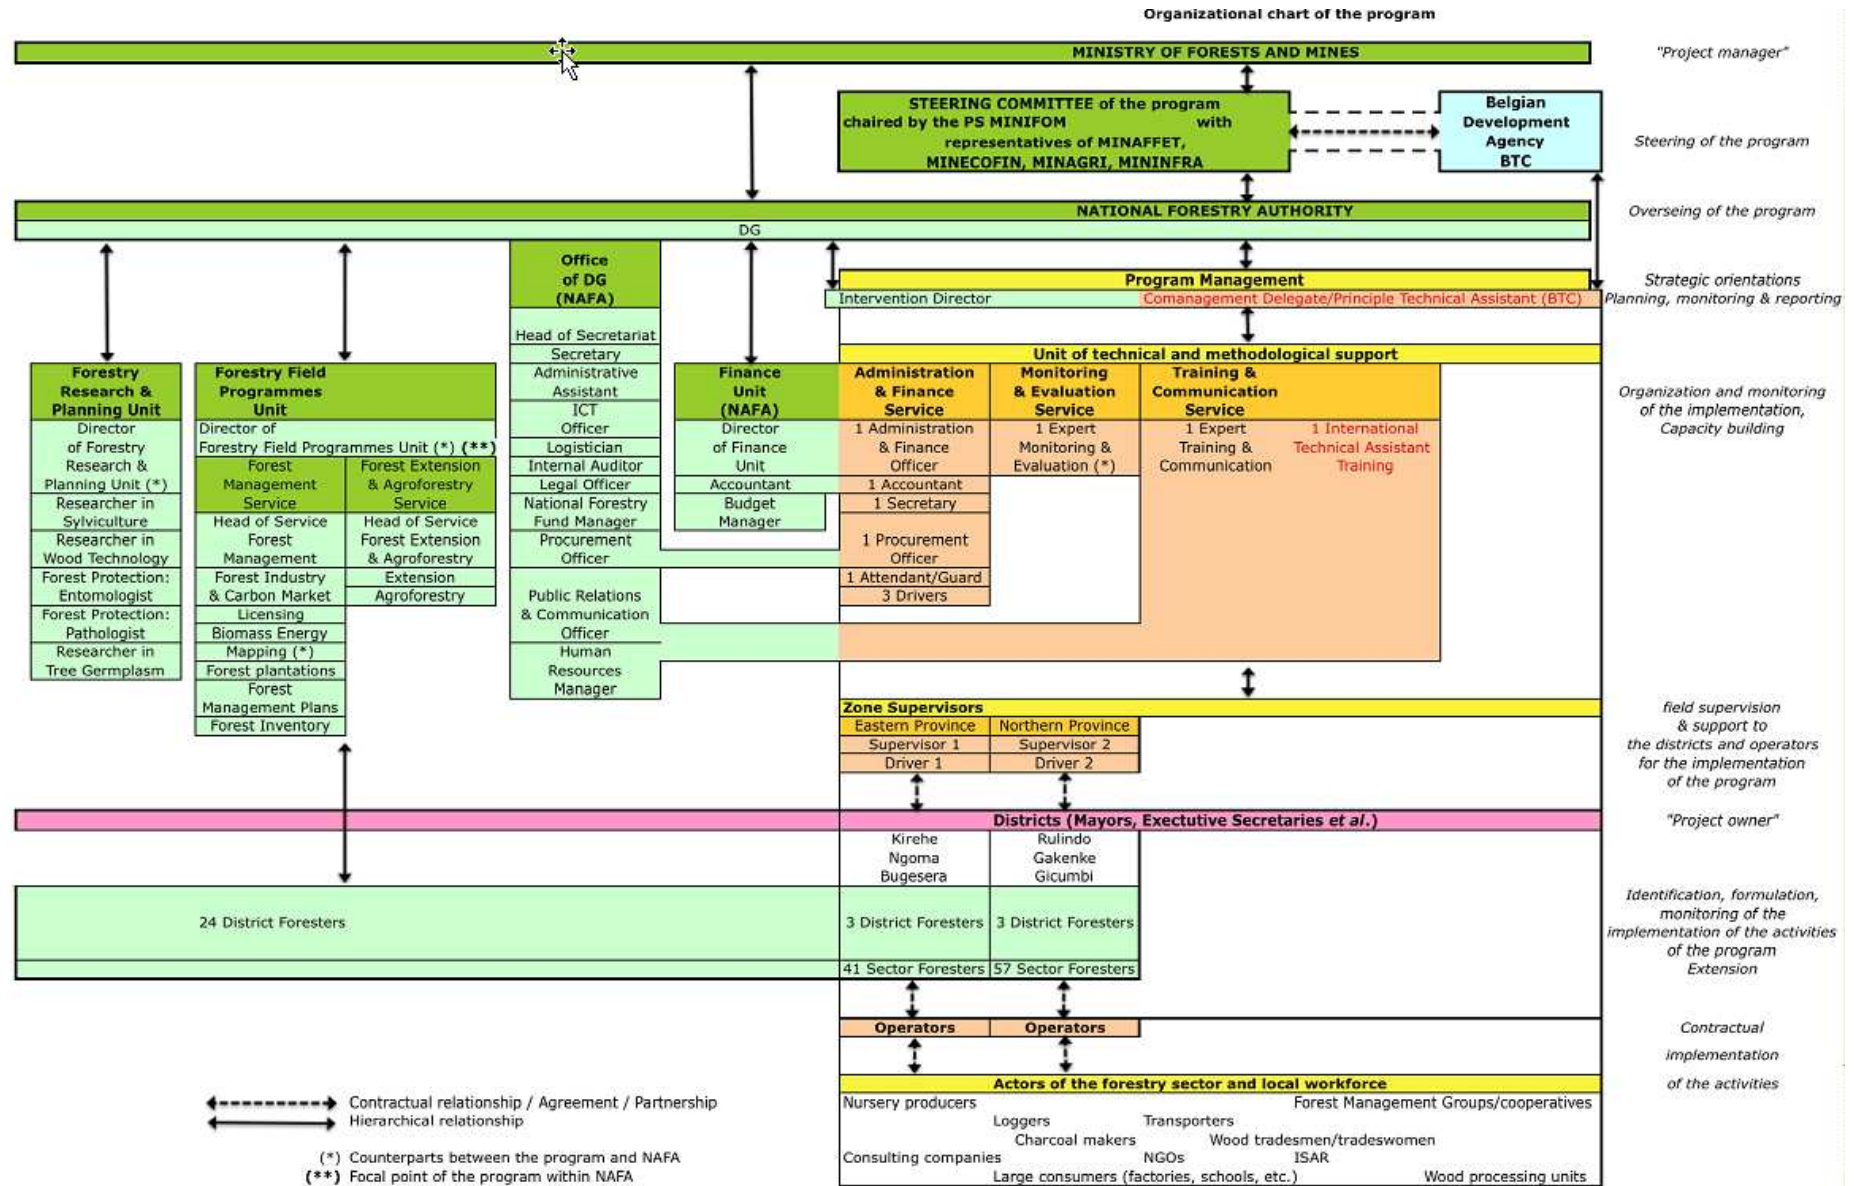 Organizational chart of the program
MINISTRY OF FORESTS AND MINES
"Project manager"
STEERING COMMITTEE of the program
chaired by the PS MINIFOM with
representatives of MINAFFET,
MINECOFIN, MINAGRI, MININFRA
Belgian
Development
Agency
BTC
Steering of the program
NATIONAL FORESTRY AUTHORITY
DG
Overseing of the program
Office
of DG
(NAFA)
Head of Secretariat
Secretary
Administrative
Assistant
ICT
Officer
Logistician
Internal Auditor
Legal Officer
National Forestry
Fund Manager
Procurement
Officer
Public Relations
& Communication
Officer
Human
Resources
Manager
Program Management
Intervention Director
Comanagement Delegate/Principle Technical Assistant (BTC)
Strategic orientations
Planning, monitoring & reporting
Unit of technical and methodological support
Forestry
Research &
Planning Unit
Director
of Forestry
Research &
Planning Unit (*)
Researcher in
Sylviculture
Researcher in
Wood Technology
Forest Protection:
Entomologist
Forest Protection:
Pathologist
Researcher in
Tree Germplasm
Forestry Field
Programmes
Unit
Director of
Forestry Field Programmes Unit (*) (**)
Forest
Management
Service
Head of Service
Forest
Management
Forest Industry
& Carbon Market
Licensing
Biomass Energy
Mapping (*)
Forest plantations
Forest
Management Plans
Forest Inventory
Forest Extension
& Agroforestry
Service
Head of Service
Forest Extension
& Agroforestry
Extension
Agroforestry
Finance
Unit
(NAFA)
Director
of Finance
Unit
Accountant
Budget
Manager
Administration
& Finance
Service
1 Administration
& Finance
Officer
1 Accountant
1 Secretary
1 Procurement
Officer
1 Attendant/Guard
3 Drivers
Monitoring
& Evaluation
Service
1 Expert
Monitoring &
Evaluation (*)
Training &
Communication
Service
1 Expert
Training &
Communication
1 International
Technical Assistant
Training
Organization and monitoring
of the implementation,
Capacity building
Zone Supervisors
Eastern Province
Supervisor 1
Driver 1
Northern Province
Supervisor 2
Driver 2
field supervision
& support to
the districts and operators
for the implementation
of the program
Districts (Mayors, Exectutive Secretaries et al.)
"Project owner"
Kirehe
Ngoma
Bugesera
Rulindo
Gakenke
Gicumbi
24 District Foresters
3 District Foresters
3 District Foresters
41 Sector Foresters
57 Sector Foresters
Identification, formulation,
monitoring of the
implementation of the activities
of the program
Extension
Operators
Operators
Contractual
implementation
of the activities
Actors of the forestry sector and local workforce
Nursery producers
Forest Management Groups/cooperatives
Loggers
Transporters
Charcoal makers
Wood tradesmen/tradeswomen
Consulting companies
NGOs
ISAR
Large consumers (factories, schools, etc.)
Wood processing units
Contractual relationship / Agreement / Partnership
Hierarchical relationship
(*) Counterparts between the program and NAFA
(**) Focal point of the program within NAFA